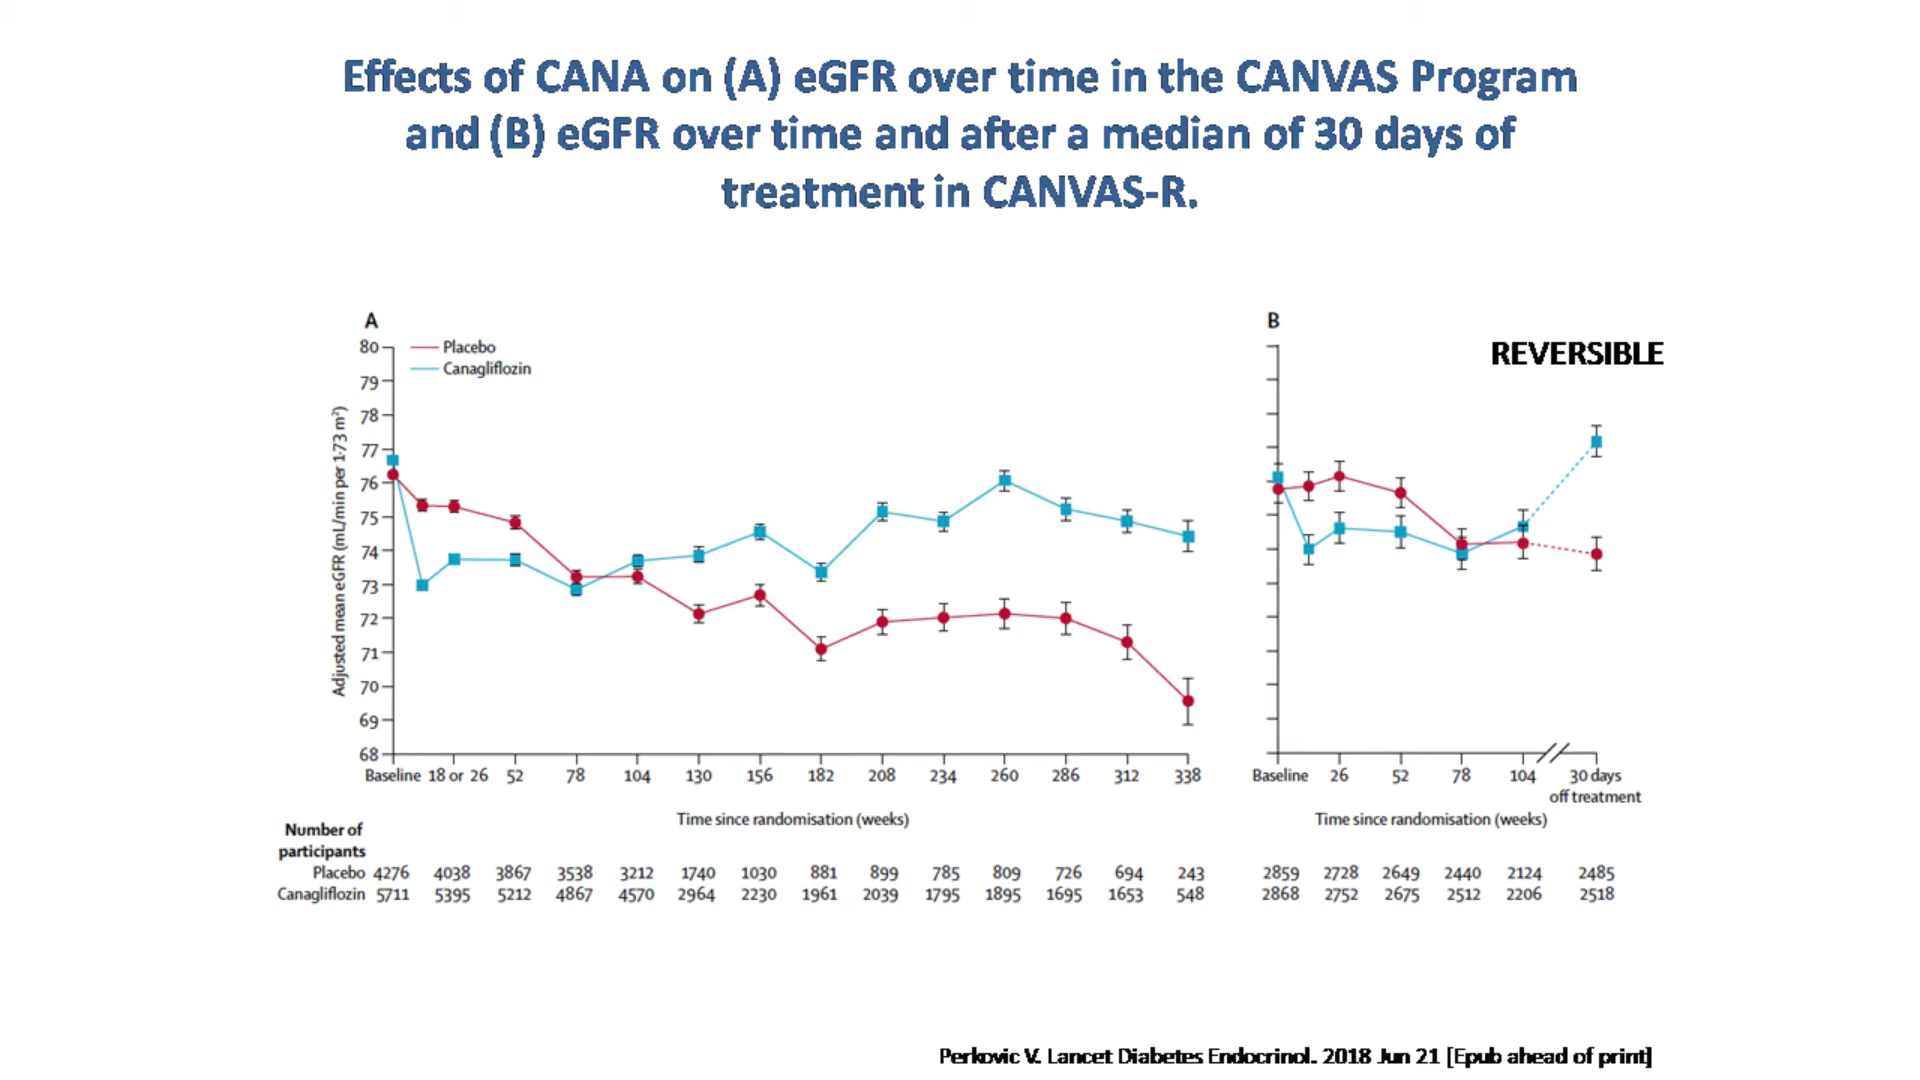 Effects of CANA on (A) eGFR over time in the CANVAS Program
and (B) eGFR over time and after a median of 30 days of
treatment in CANVAS-R.
A
Placebo
Canagliflozin
Adjusted mean eGFR (mL/min per 1·73 m²)
80
79
78
77
76
75
74
73
72
71
70
69
68
Baseline 18 or 26 52 78 104 130 156 182 208 234 260 286 312 338
Time since randomisation (weeks)
B
REVERSIBLE
Baseline 26 52 78 104 30 days
off treatment
Time since randomisation (weeks)
Number of
participants
Placebo 4276 4038 3867 3538 3212 1740 1030 881 899 785 809 726 694 243 2859 2728 2649 2440 2124 2485
Canagliflozin 5711 5395 5212 4867 4570 2964 2230 1961 2039 1795 1895 1695 1653 548 2868 2752 2675 2512 2206 2518
Perkovic V. Lancet Diabetes Endocrinol. 2018 Jun 21 [Epub ahead of print]